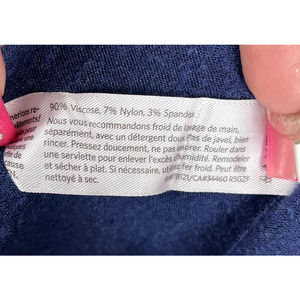 90% Viscose, 7% Nylon, 3% Spandex
Nous vous recommandons froid de lavage de main,
séparément, avec un détergent doux. Pas de javel, bien
rincer. Pressez doucement, ne pas essorer. Rouler dans
une serviette pour enlever l'excès d'humidité. Remodeler
et sécher à plat. Si nécessaire, utilisez fer froid. Peut être
nettoyé à sec.